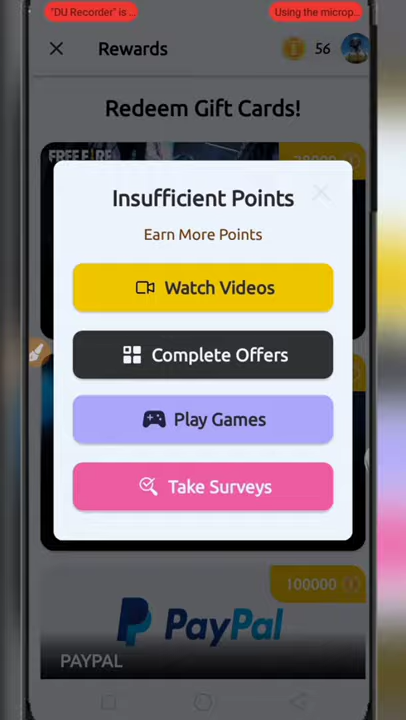 "DU Recorder" is ..
Using the microp..
Rewards
56
Redeem Gift Cards!
FREE FIRE
Insufficient Points
Earn More Points
Watch Videos
Complete Offers
Play Games
Take Surveys
100000
PayPal
PAYPAL